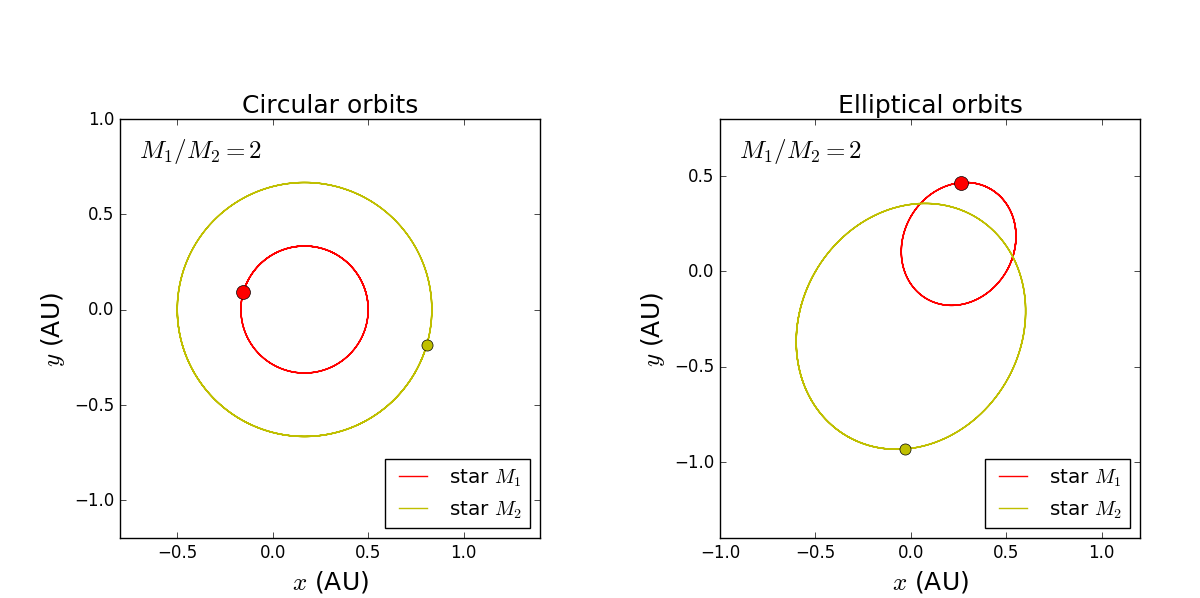 Circular orbits
M₁/M₂ = 2
1.0
0.5
0.0
−0.5
−1.0
y (AU)
−0.5 0.0 0.5 1.0
x (AU)
star M₁
star M₂
Elliptical orbits
M₁/M₂ = 2
0.5
0.0
−0.5
−1.0
y (AU)
−1.0 −0.5 0.0 0.5 1.0
x (AU)
star M₁
star M₂